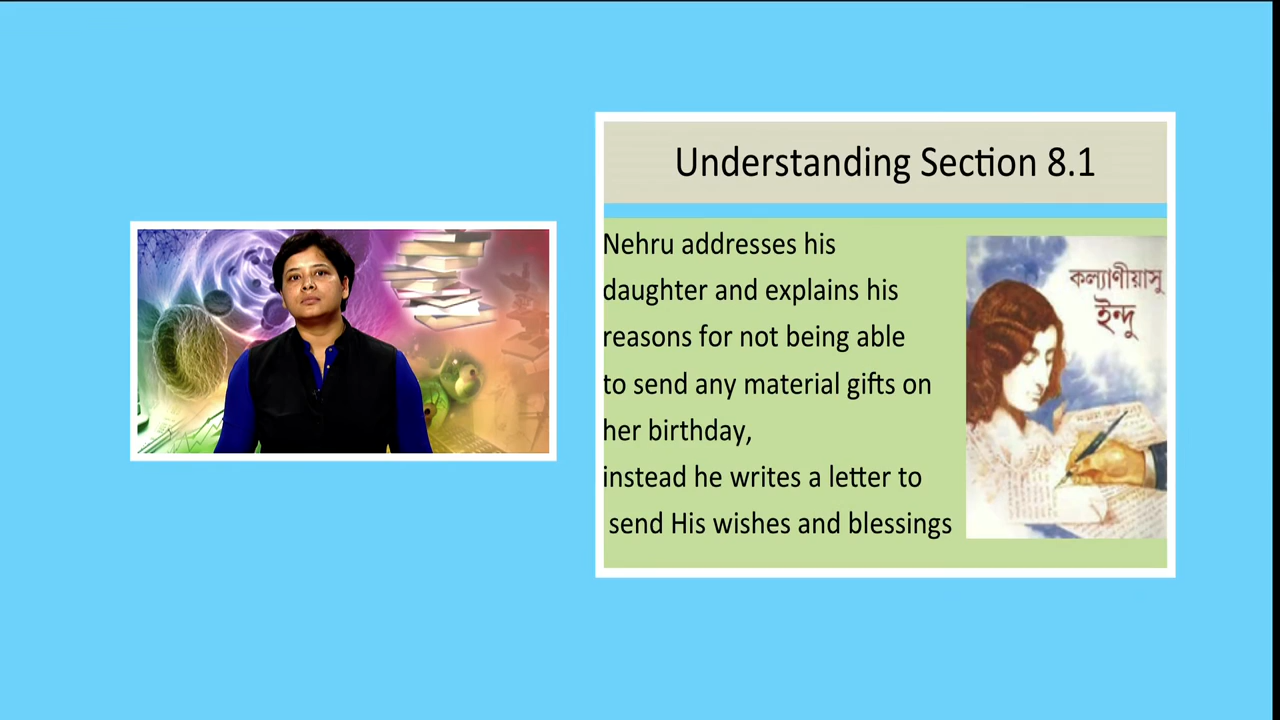 Understanding Section 8.1
Nehru addresses his
daughter and explains his
reasons for not being able
to send any material gifts on
her birthday,
instead he writes a letter to
send His wishes and blessings
কল্যাণীয়াসু
ইন্দু